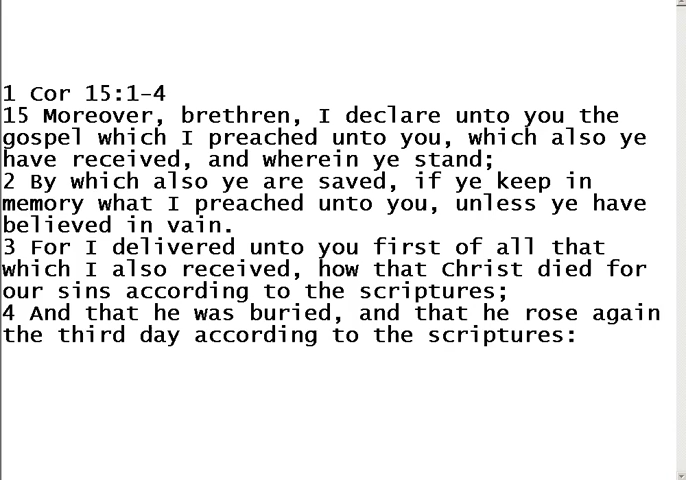 1 Cor 15:1-4
15 Moreover, brethren, I declare unto you the
gospel which I preached unto you, which also ye
have received, and wherein ye stand;
2 By which also ye are saved, if ye keep in
memory what I preached unto you, unless ye have
believed in vain.
3 For I delivered unto you first of all that
which I also received, how that Christ died for
our sins according to the scriptures;
4 And that he was buried, and that he rose again
the third day according to the scriptures: